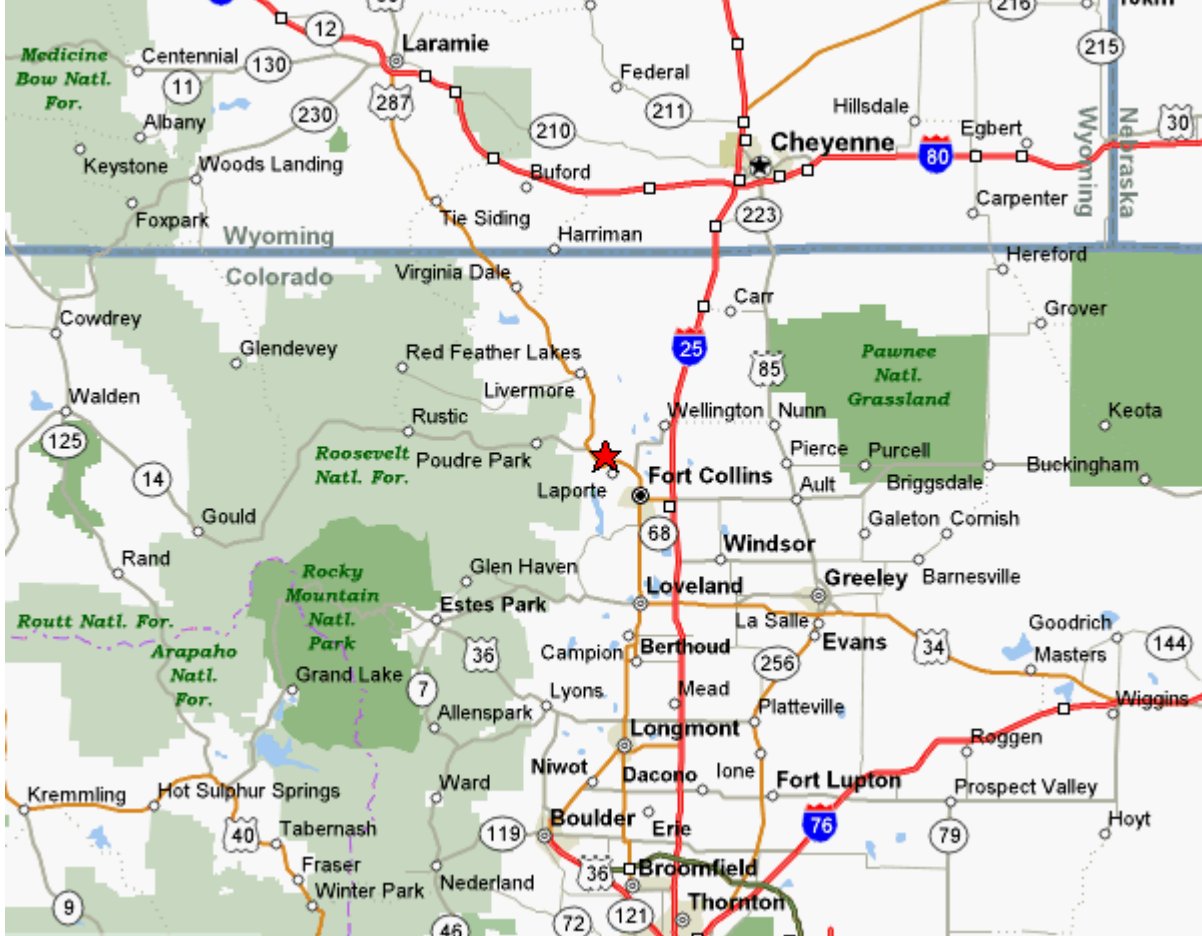 216
10km
12
Laramie
215
Medicine
Bow Natl.
For.
Centennial
130
11
Federal
287
211
Hillsdale
Wyoming
Nebraska
30
230
210
Albany
Egbert
Cheyenne
80
Keystone
Woods Landing
Buford
Foxpark
Tie Siding
223
Carpenter
Wyoming
Harriman
Colorado
Virginia Dale
Hereford
Carr
Grover
Cowdrey
Glendevey
Red Feather Lakes
25
85
Pawnee
Natl.
Grassland
Livermore
Walden
Rustic
Wellington
Nunn
Keota
125
Roosevelt
Natl. For.
Poudre Park
Pierce
Purcell
Buckingham
14
Laporte
Fort Collins
Ault
Briggsdale
Gould
68
Galeton
Cornish
Rand
Windsor
Barnesville
Rocky
Mountain
Natl.
Park
Glen Haven
Loveland
Greeley
Estes Park
Routt Natl. For.
La Salle
Evans
Goodrich
144
Arapaho
Natl.
For.
36
Campion
Berthoud
256
34
Masters
Grand Lake
7
Lyons
Mead
Platteville
Wiggins
Allenspark
Longmont
Roggen
Niwot
Dacono
Ione
Fort Lupton
Prospect Valley
Kremmling
Hot Sulphur Springs
Ward
40
Tabernash
119
Boulder
Erie
76
79
Hoyt
Fraser
36
Broomfield
Winter Park
Nederland
Thornton
9
46
72
121